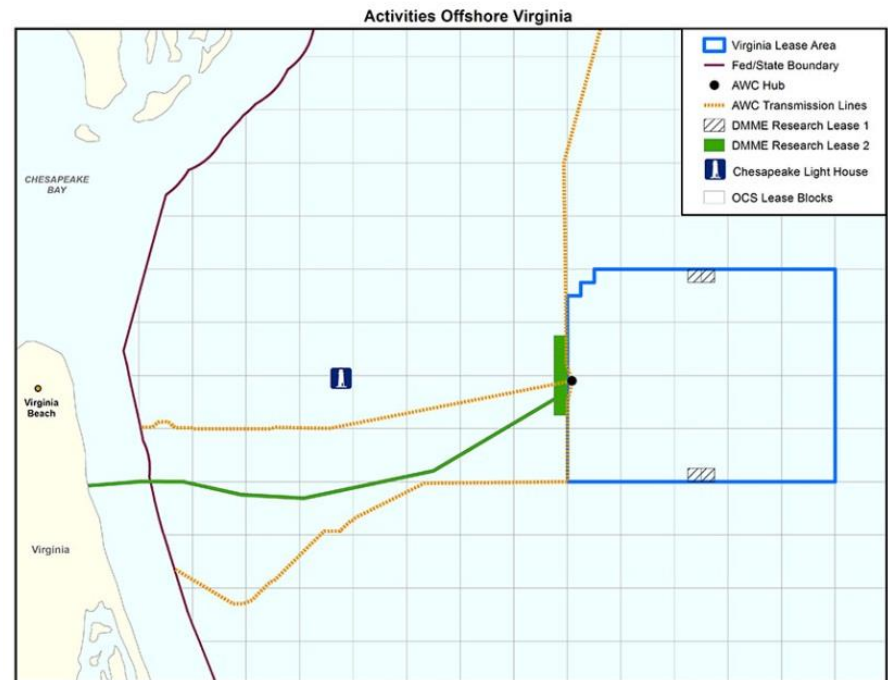 Activities Offshore Virginia
Virginia Lease Area
Fed/State Boundary
AWC Hub
AWC Transmission Lines
DMME Research Lease 1
DMME Research Lease 2
Chesapeake Light House
OCS Lease Blocks
CHESAPEAKE
BAY
Virginia
Beach
Virginia